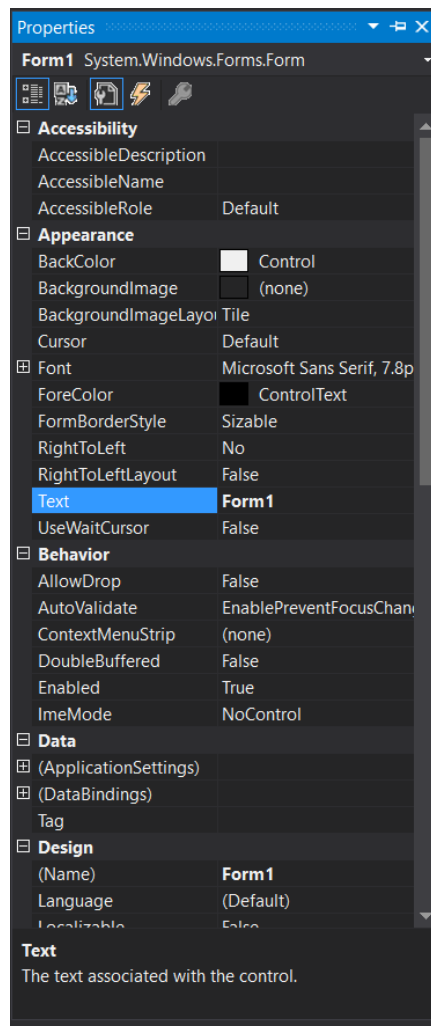 Properties
Form1 System.Windows.Forms.Form
Accessibility
AccessibleDescription
AccessibleName
AccessibleRole Default
Appearance
BackColor Control
BackgroundImage (none)
BackgroundImageLayou Tile
Cursor Default
Font Microsoft Sans Serif, 7.8p
ForeColor ControlText
FormBorderStyle Sizable
RightToLeft No
RightToLeftLayout False
Text Form1
UseWaitCursor False
Behavior
AllowDrop False
AutoValidate EnablePreventFocusChang
ContextMenuStrip (none)
DoubleBuffered False
Enabled True
ImeMode NoControl
Data
(ApplicationSettings)
(DataBindings)
Tag
Design
(Name) Form1
Language (Default)
Localizable False
Text
The text associated with the control.